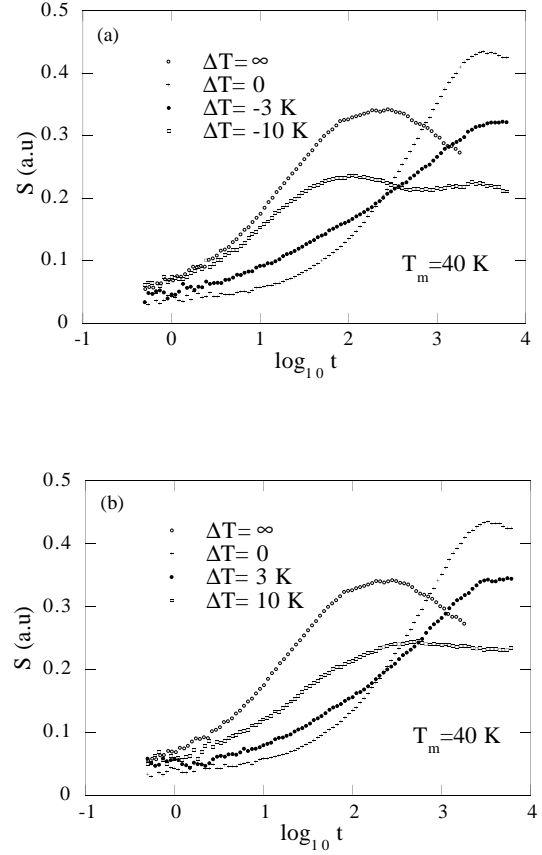 (a)
ΔT= ∞
ΔT= 0
ΔT= -3 K
ΔT= -10 K
T_m=40 K
S (a.u)
0.5
0.4
0.3
0.2
0.1
0
-1 0 1 2 3 4
log_10 t
(b)
ΔT= ∞
ΔT= 0
ΔT= 3 K
ΔT= 10 K
T_m=40 K
S (a.u)
0.5
0.4
0.3
0.2
0.1
0
-1 0 1 2 3 4
log_10 t